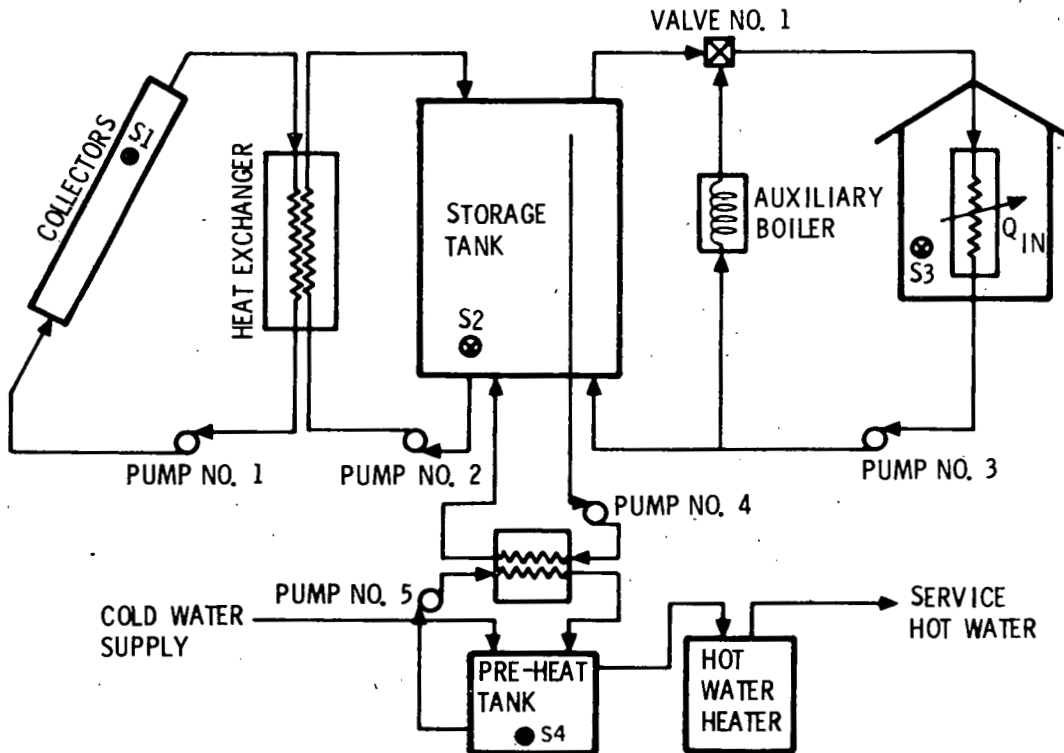 VALVE NO. 1
COLLECTORS
S1
HEAT EXCHANGER
STORAGE
TANK
S2
AUXILIARY
BOILER
Q IN
S3
PUMP NO. 1
PUMP NO. 2
PUMP NO. 3
PUMP NO. 4
PUMP NO. 5
COLD WATER
SUPPLY
PRE-HEAT
TANK
S4
HOT
WATER
HEATER
SERVICE
HOT WATER